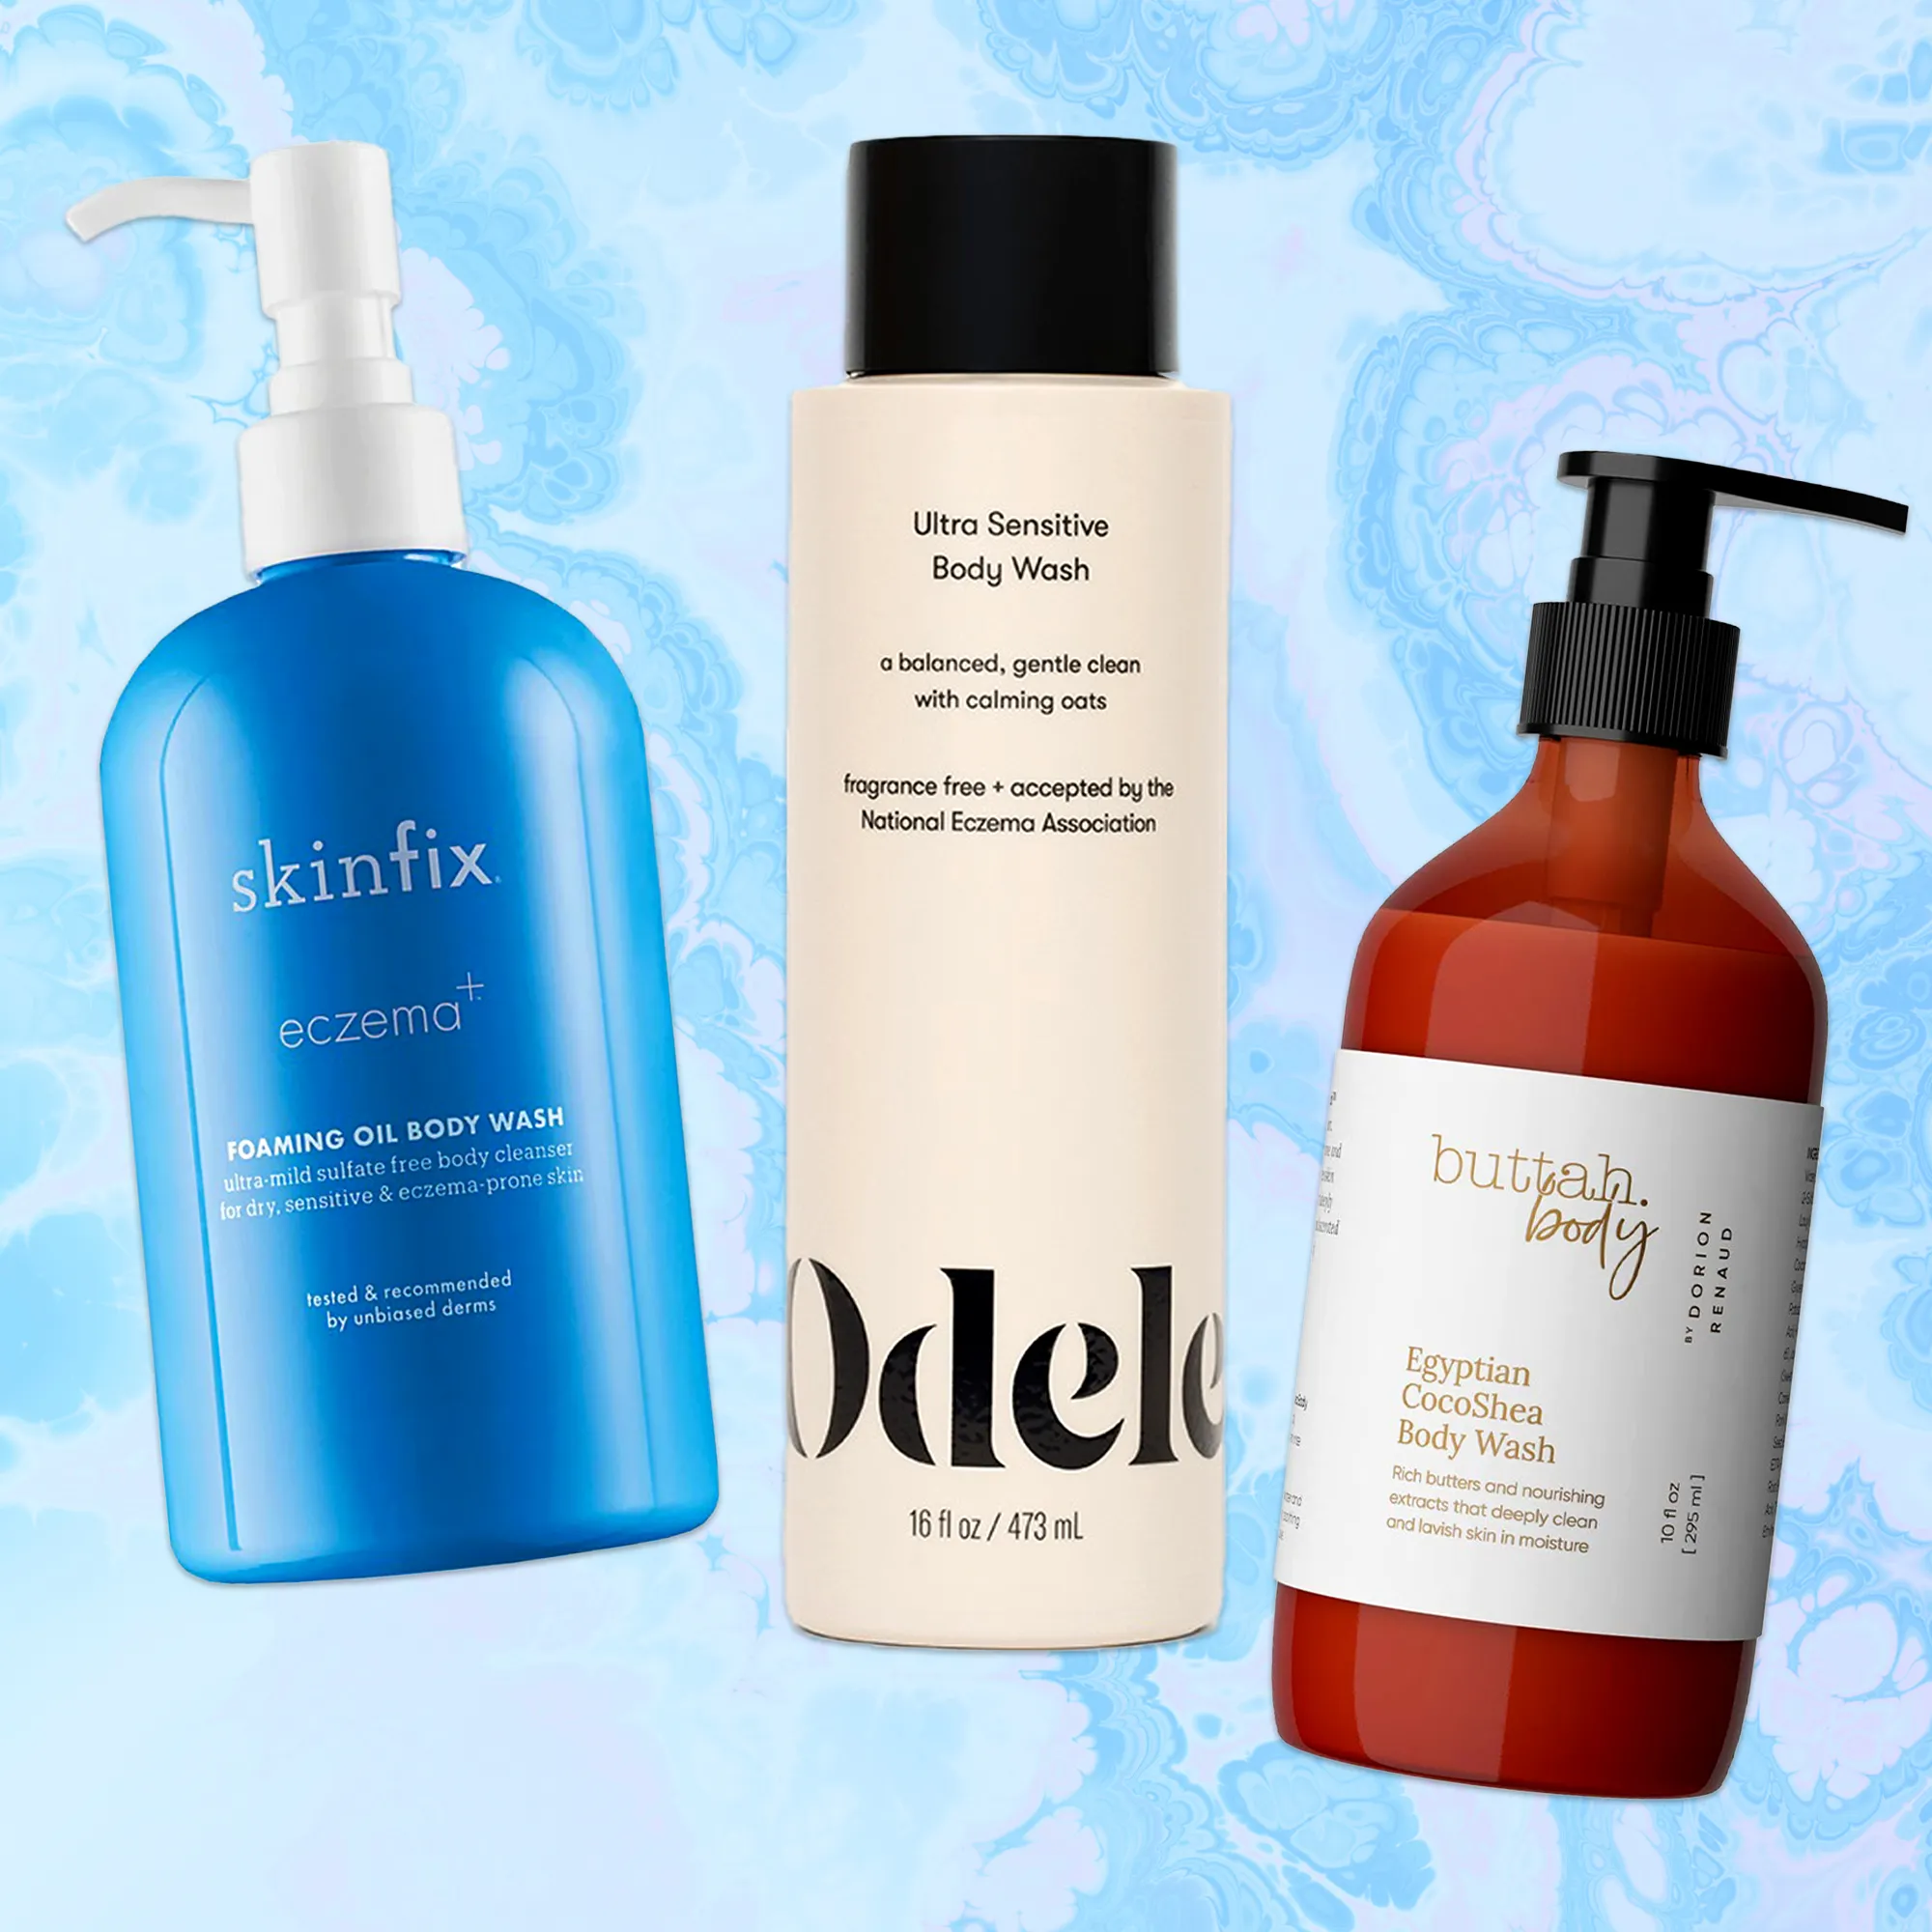 skinfix
eczema+
FOAMING OIL BODY WASH
ultra-mild sulfate free body cleanser
for dry, sensitive & eczema-prone skin
tested & recommended
by unbiased derms
Ultra Sensitive
Body Wash
a balanced, gentle clean
with calming oats
fragrance free + accepted by the
National Eczema Association
Odele
16 fl oz / 473 mL
buttah.
body
BY DORION
RENAUD
Egyptian
CocoShea
Body Wash
Rich butters and nourishing
extracts that deeply clean
and lavish skin in moisture
10 fl oz
[ 295 ml ]